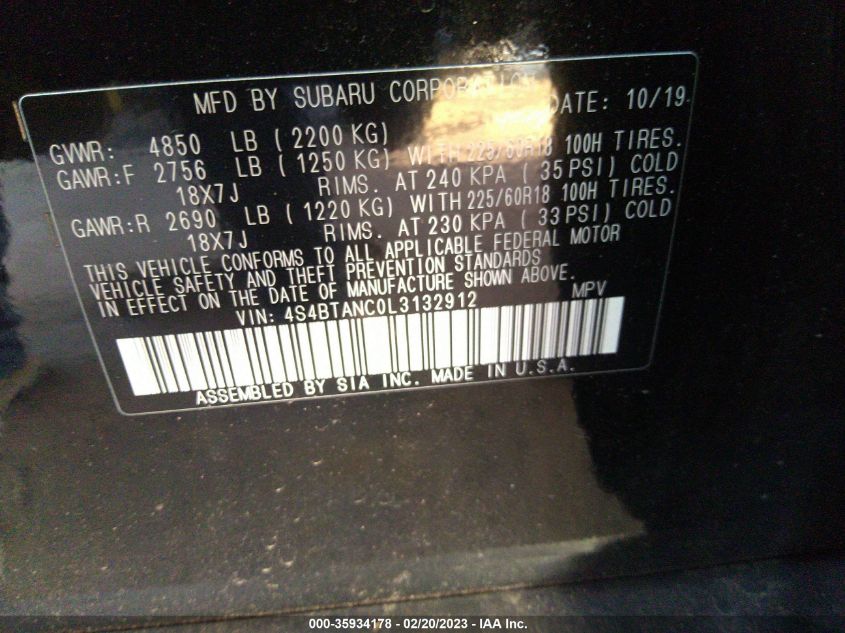 MFD BY SUBARU CORPORATION DATE: 10/19
GVWR: 4850 LB ( 2200 KG)
GAWR:F 2756 LB ( 1250 KG) WITH 225/60R18 100H TIRES.
18X7J RIMS. AT 240 KPA ( 35 PSI) COLD
GAWR:R 2690 LB ( 1220 KG) WITH 225/60R18 100H TIRES.
18X7J RIMS. AT 230 KPA ( 33 PSI) COLD
THIS VEHICLE CONFORMS TO ALL APPLICABLE FEDERAL MOTOR
VEHICLE SAFETY AND THEFT PREVENTION STANDARDS
IN EFFECT ON THE DATE OF MANUFACTURE SHOWN ABOVE.
VIN: 4S4BTANC0L3132912 MPV
ASSEMBLED BY SIA INC. MADE IN U.S.A.
000-35934178 - 02/20/2023 - IAA Inc.